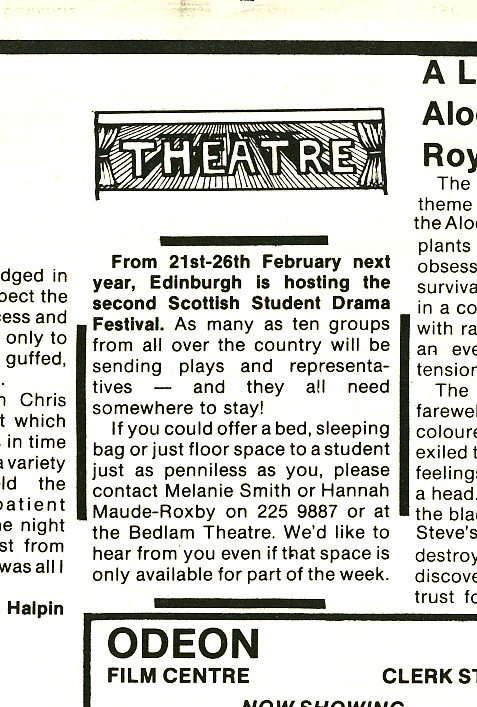 THEATRE
From 21st-26th February next
year, Edinburgh is hosting the
second Scottish Student Drama
Festival. As many as ten groups
from all over the country will be
sending plays and representa-
tives — and they all need
somewhere to stay!
If you could offer a bed, sleeping
bag or just floor space to a student
just as penniless as you, please
contact Melanie Smith or Hannah
Maude-Roxby on 225 9887 or at
the Bedlam Theatre. We'd like to
hear from you even if that space is
only available for part of the week.
dged in
pect the
cess and
only to
guffed,
.
n Chris
t which
in time
a variety
ld the
patient
he night
st from
was all I
Halpin
A L
Alo
Roy
The
theme
the Aloe
plants
obsess
surviva
in a co
with ra
an eve
tension
The
farewel
coloure
exiled t
feelings
a head.
the bla
Steve's
destroy
discove
trust fo
ODEON
FILM CENTRE
CLERK ST
NOW SHOWING